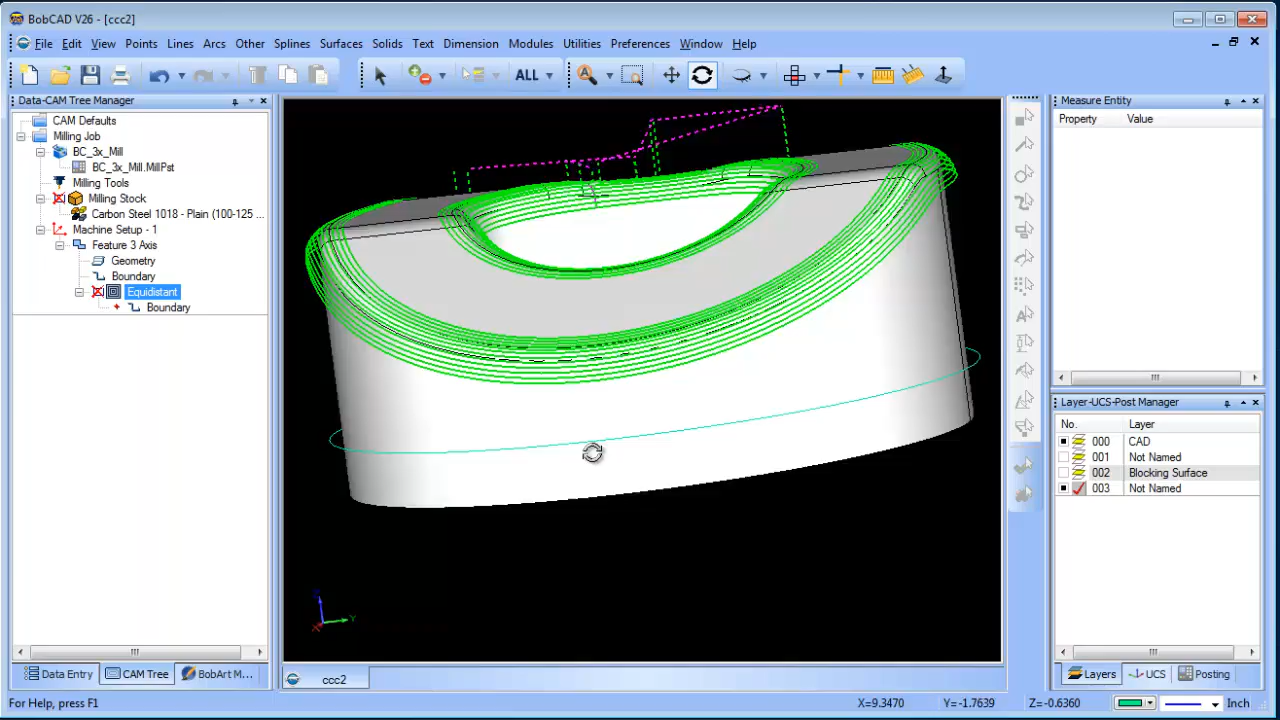 BobCAD V26 - [ccc2]
File Edit View Points Lines Arcs Other Splines Surfaces Solids Text Dimension Modules Utilities Preferences Window Help
ALL
Data-CAM Tree Manager
CAM Defaults
Milling Job
BC_3x_Mill
BC_3x_Mill.MillPst
Milling Tools
Milling Stock
Carbon Steel 1018 - Plain (100-125 ...
Machine Setup - 1
Feature 3 Axis
Geometry
Boundary
Equidistant
Boundary
Data Entry CAM Tree BobArt M...
Y
X
ccc2
Measure Entity
Property Value
Layer-UCS-Post Manager
No. Layer
000 CAD
001 Not Named
002 Blocking Surface
003 Not Named
Layers UCS Posting
For Help, press F1 X=9.3470 Y=-1.7639 Z=-0.6360 Inch